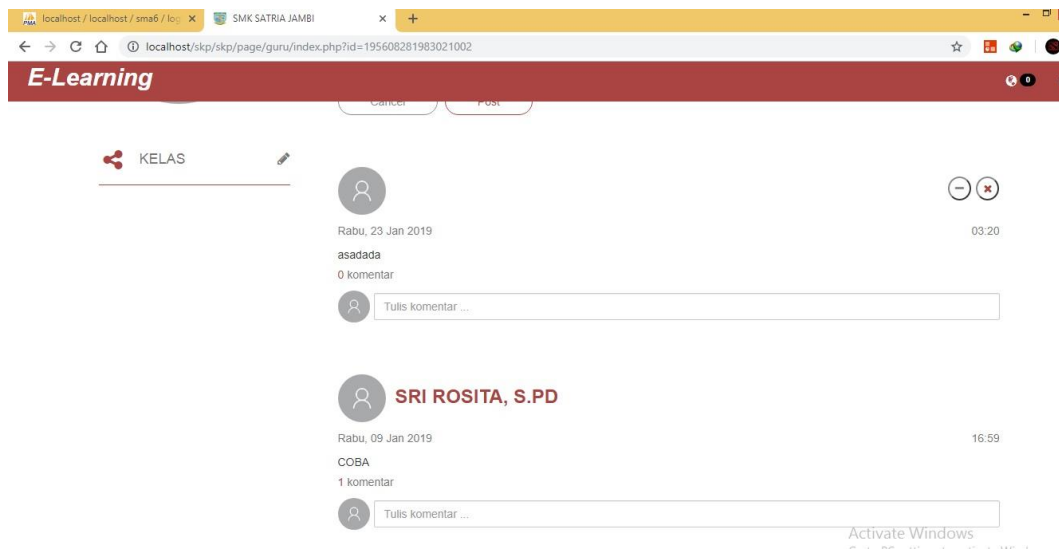 localhost / localhost / sma6 / log
SMK SATRIA JAMBI
localhost/skp/skp/page/guru/index.php?id=195608281983021002
E-Learning
0
Cancel
Post
KELAS
Rabu, 23 Jan 2019
03:20
asadada
0 komentar
Tulis komentar ...
SRI ROSITA, S.PD
Rabu, 09 Jan 2019
16:59
COBA
1 komentar
Tulis komentar ...
Activate Windows